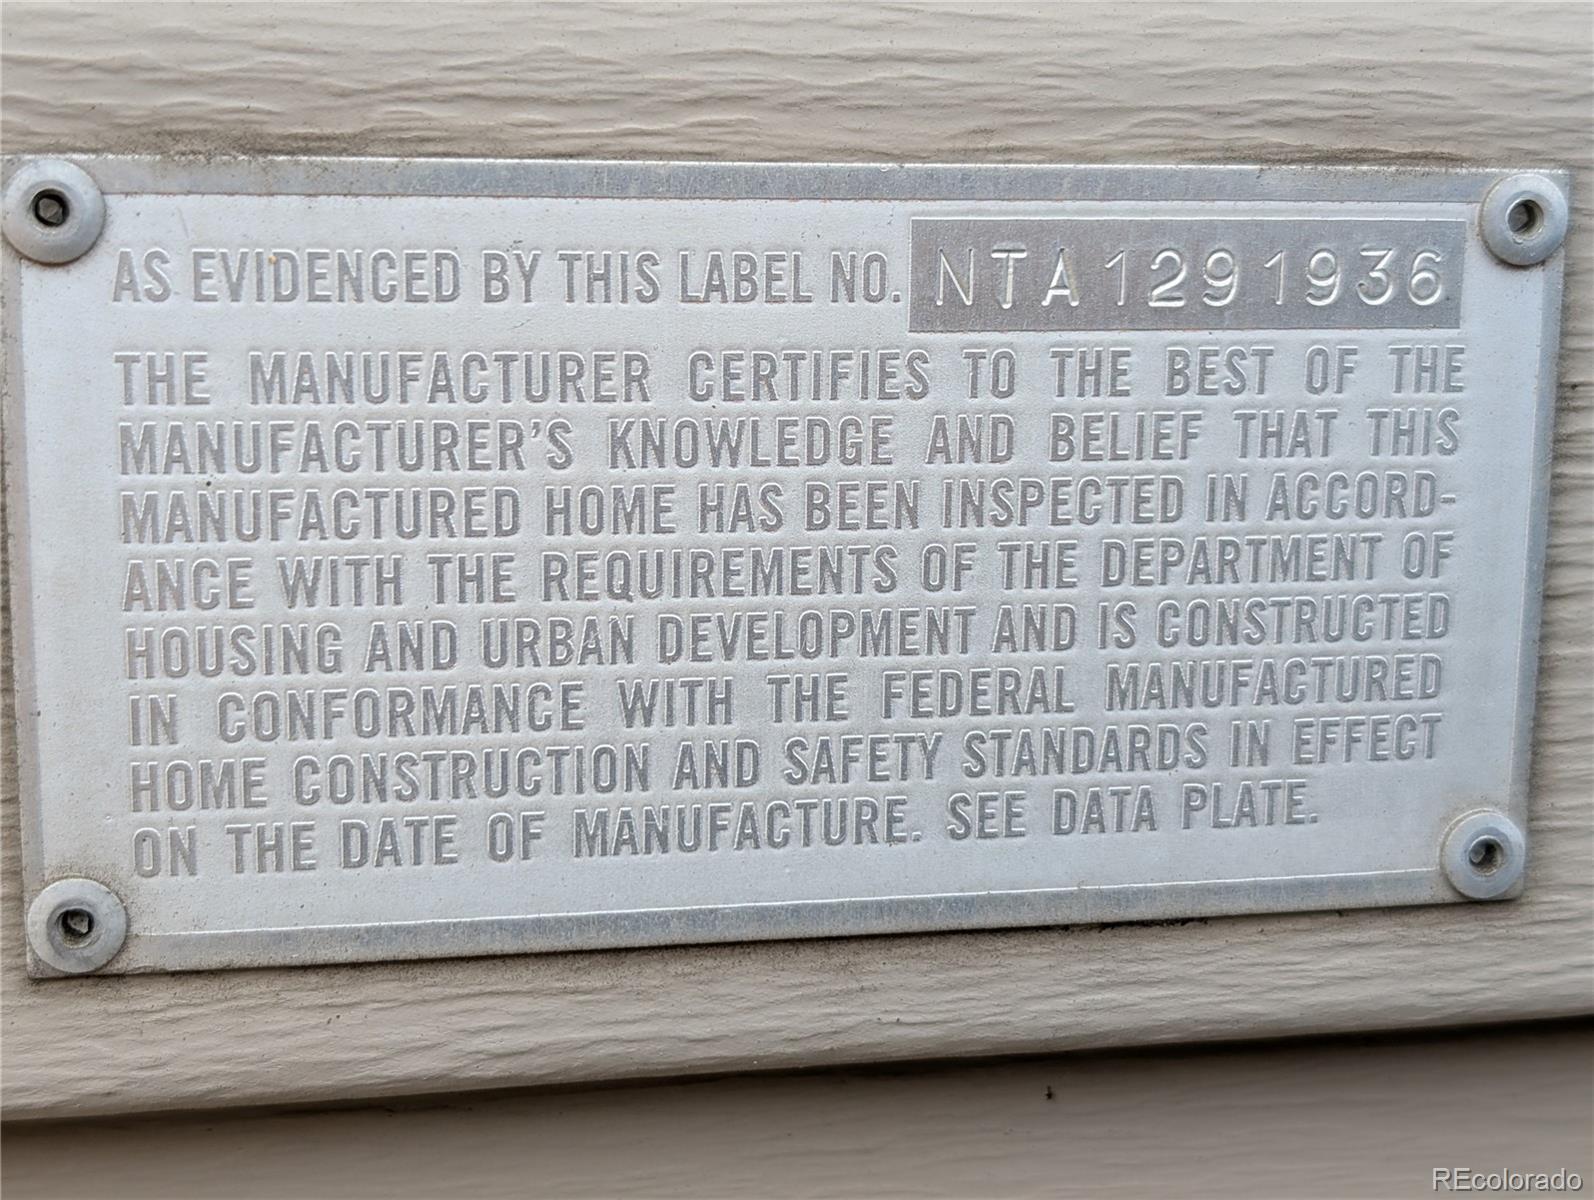 AS EVIDENCED BY THIS LABEL NO. NTA1291936
THE MANUFACTURER CERTIFIES TO THE BEST OF THE
MANUFACTURER'S KNOWLEDGE AND BELIEF THAT THIS
MANUFACTURED HOME HAS BEEN INSPECTED IN ACCORD-
ANCE WITH THE REQUIREMENTS OF THE DEPARTMENT OF
HOUSING AND URBAN DEVELOPMENT AND IS CONSTRUCTED
IN CONFORMANCE WITH THE FEDERAL MANUFACTURED
HOME CONSTRUCTION AND SAFETY STANDARDS IN EFFECT
ON THE DATE OF MANUFACTURE. SEE DATA PLATE.
REcolorado